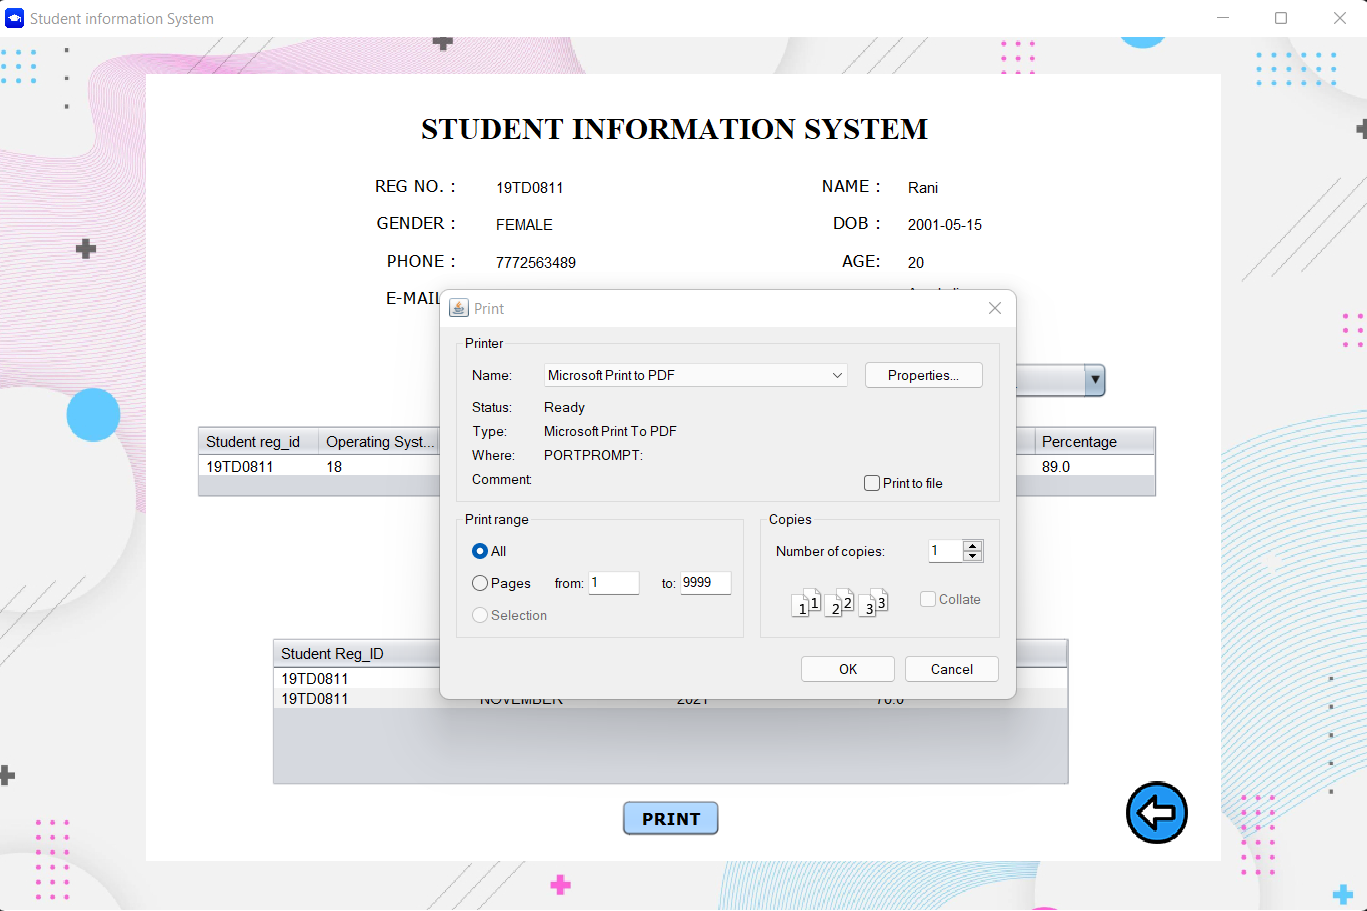 Student information System
STUDENT INFORMATION SYSTEM
REG NO. : 19TD0811 NAME : Rani
GENDER : FEMALE DOB : 2001-05-15
PHONE : 7772563489 AGE: 20
E-MAIL
Print
Printer
Name: Microsoft Print to PDF Properties...
Status: Ready
Type: Microsoft Print To PDF
Where: PORTPROMPT:
Comment:
Print to file
Print range
All
Pages from: 1 to: 9999
Selection
Copies
Number of copies: 1
1 1 2 2 3 3 Collate
OK Cancel
Student reg_id Operating Syst... Percentage
19TD0811 18 89.0
Student Reg_ID
19TD0811
19TD0811 NOVEMBER 2021 70.0
PRINT